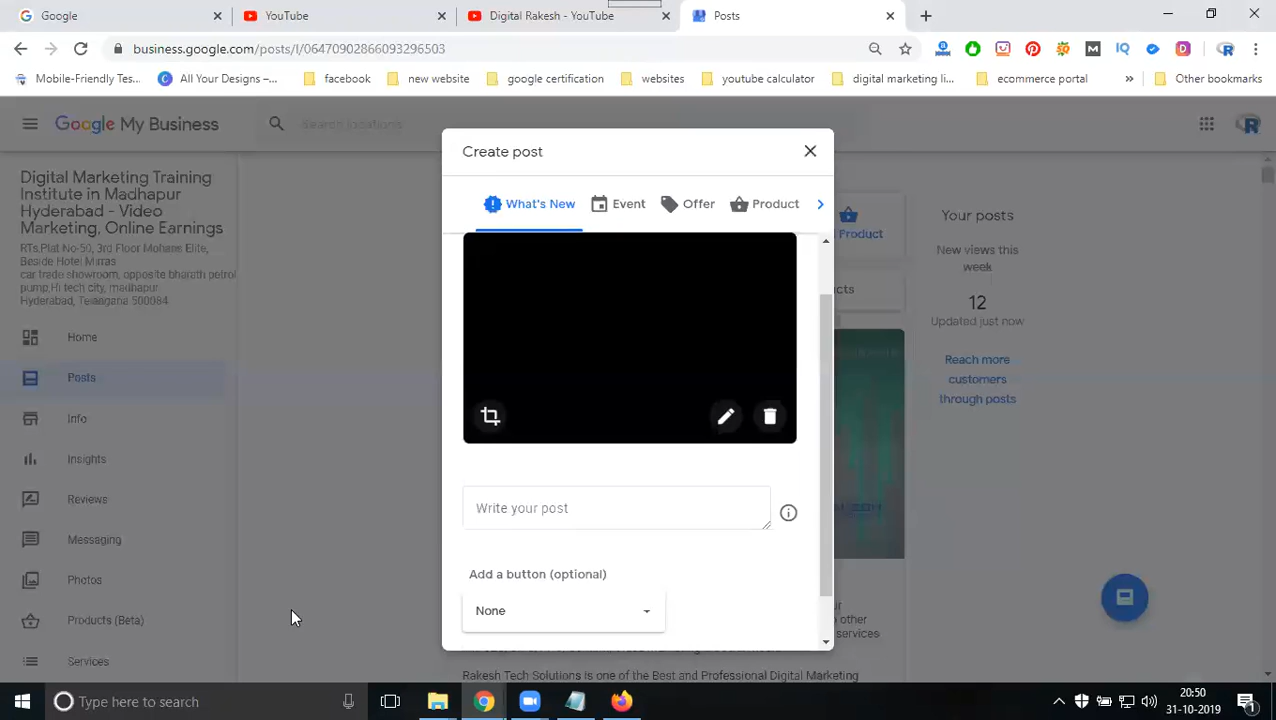 Google
YouTube
Digital Rakesh - YouTube
Posts
business.google.com/posts/l/06470902866093296503
Mobile-Friendly Tes...
All Your Designs –...
facebook
new website
google certification
websites
youtube calculator
digital marketing li...
ecommerce portal
Other bookmarks
Google My Business
Search locations
Digital Marketing Training
Institute in Madhapur
Hyderabad - Video
Marketing, Online Earnings
RTs,Plat No-50, 3rd Floor Mohans Elite,
Beside Hotel Mirras
car trade showroom, opposite bharath petrol
pump,Hi tech city, madhapur
Hyderabad, Telangana 500084
Home
Posts
Info
Insights
Reviews
Messaging
Photos
Products (Beta)
Services
Create post
What's New
Event
Offer
Product
Write your post
Add a button (optional)
None
Product
Your posts
New views this
week
12
Updated just now
Reach more
customers
through posts
other
services
Rakesh Tech Solutions is one of the Best and Professional Digital Marketing
Type here to search
20:50
31-10-2019